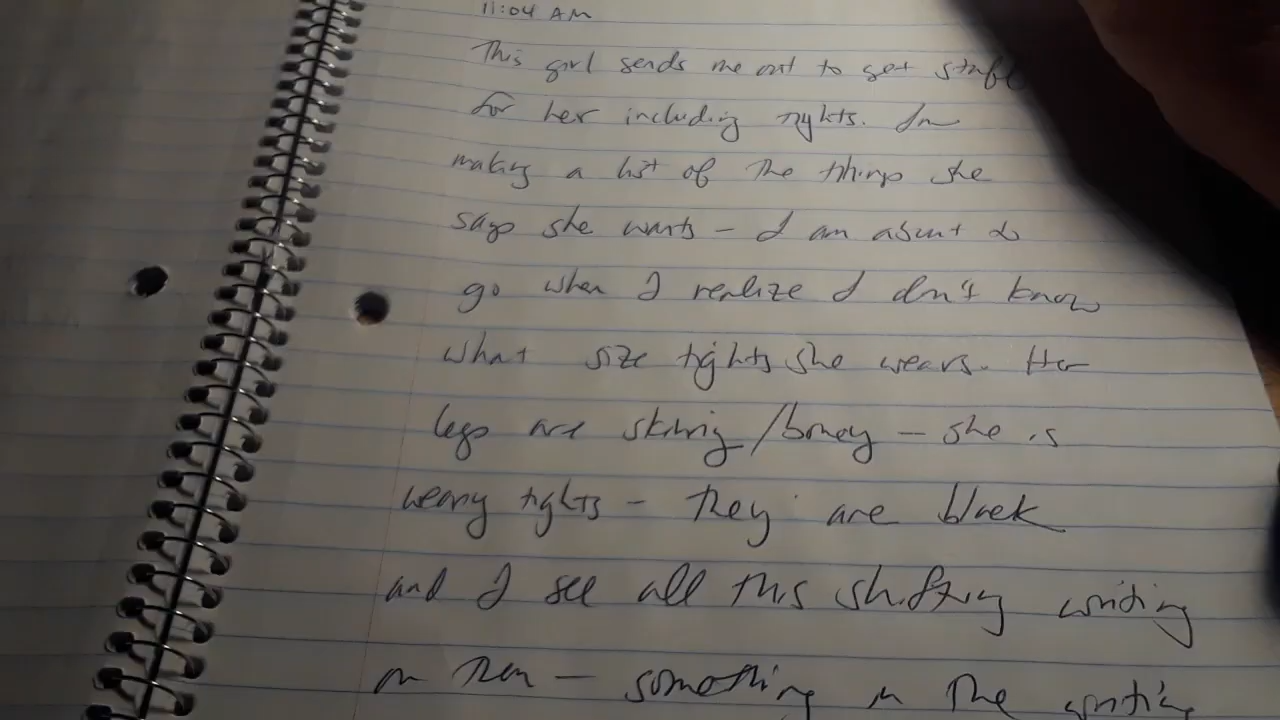 11:04 AM
This girl sends me out to get stuff
for her including tights. Im
making a list of the things she
says she wants – I am about to
go when I realize I don't know
what size tights she wears. Her
legs are skinny/boney – she is
wearing tights – they are black
and I see all this shifting writing
on them – something in the writing